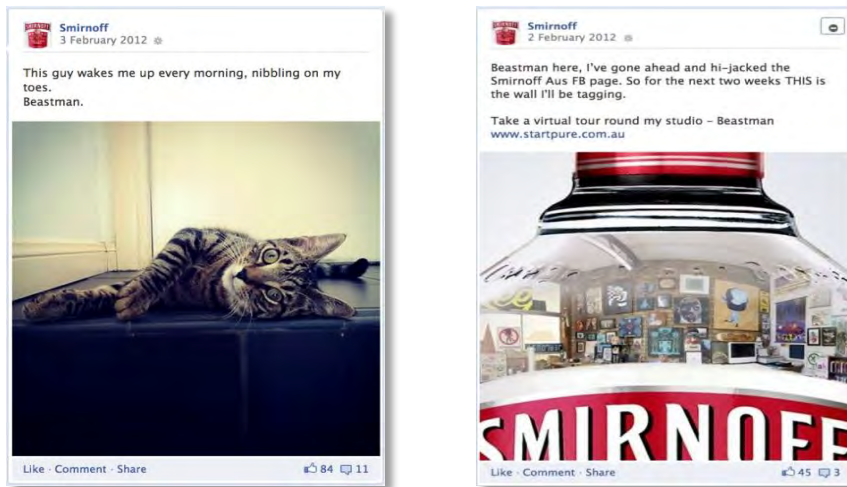 Smirnoff
3 February 2012
This guy wakes me up every morning, nibbling on my
toes.
Beastman.
Like · Comment · Share
84 11
Smirnoff
2 February 2012
Beastman here, I've gone ahead and hi-jacked the
Smirnoff Aus FB page. So for the next two weeks THIS is
the wall I'll be tagging.
Take a virtual tour round my studio – Beastman
www.startpure.com.au
SMIRNOFF
Like · Comment · Share
45 3